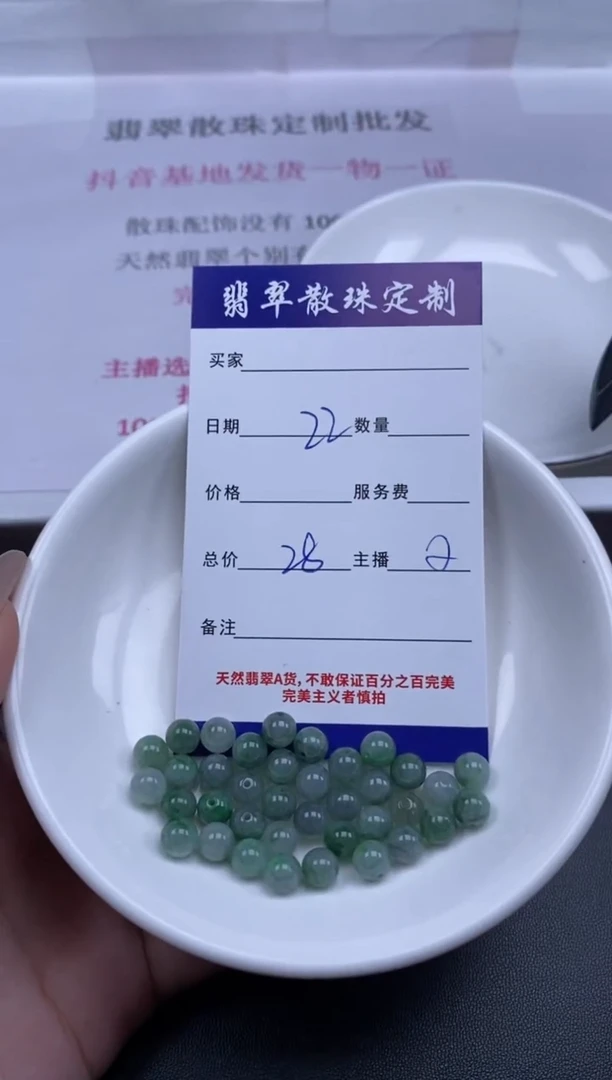 翡翠散珠定制批发
抖音基地发货一物一证
散珠配饰没有 100
天然翡翠个别
主播选
10
翡翠散珠定制
买家
日期 22 数量
价格 服务费
总价 28 主播 2
备注
天然翡翠A货，不敢保证百分之百完美
完美主义者慎拍